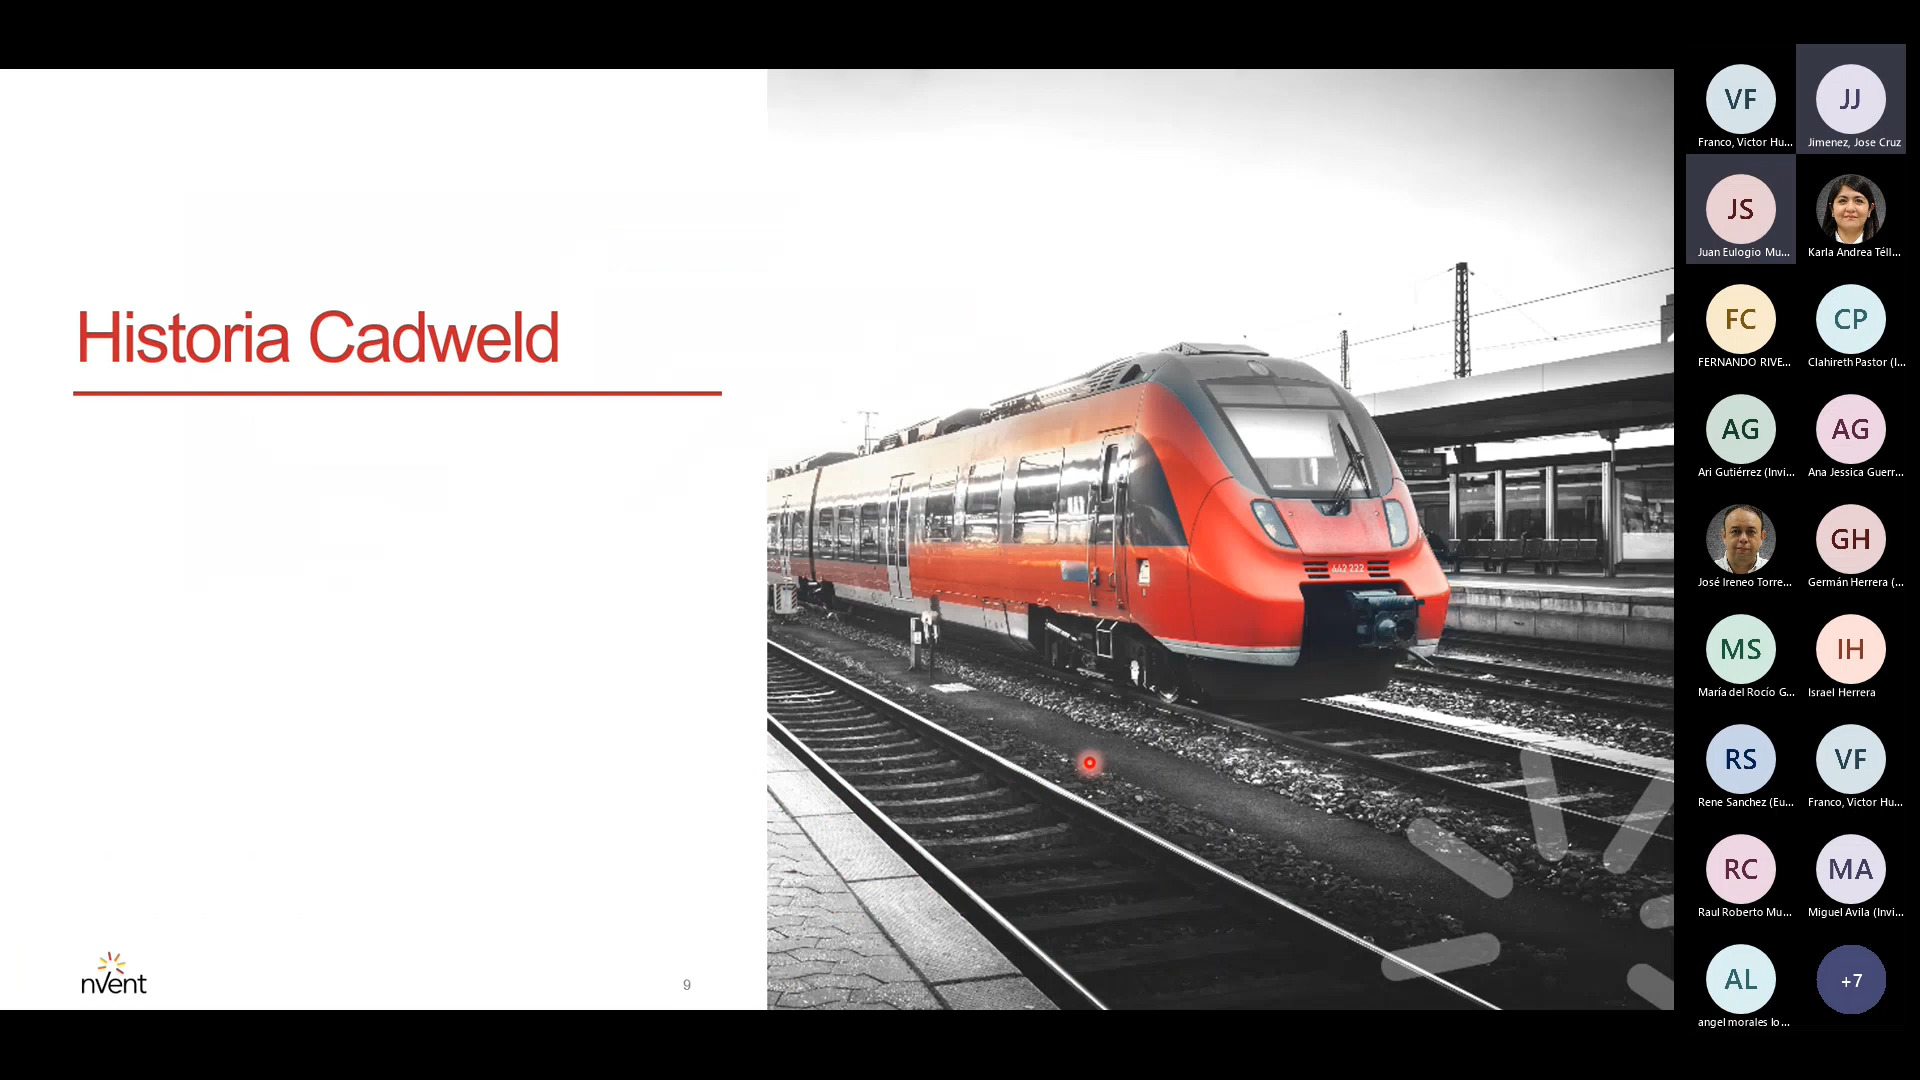 Historia Cadweld
nvent
9
442 222
VF
Franco, Victor Hu...
JJ
Jimenez, Jose Cruz
JS
Juan Eulogio Mu...
Karla Andrea Téll...
FC
FERNANDO RIVE...
CP
Clahireth Pastor (I...
AG
Ari Gutiérrez (Invi...
AG
Ana Jessica Guerr...
José Ireneo Torre...
GH
Germán Herrera (...
MS
María del Rocío G...
IH
Israel Herrera
RS
Rene Sanchez (Eu...
VF
Franco, Victor Hu...
RC
Raul Roberto Mu...
MA
Miguel Avila (Invi...
AL
angel morales lo...
+7